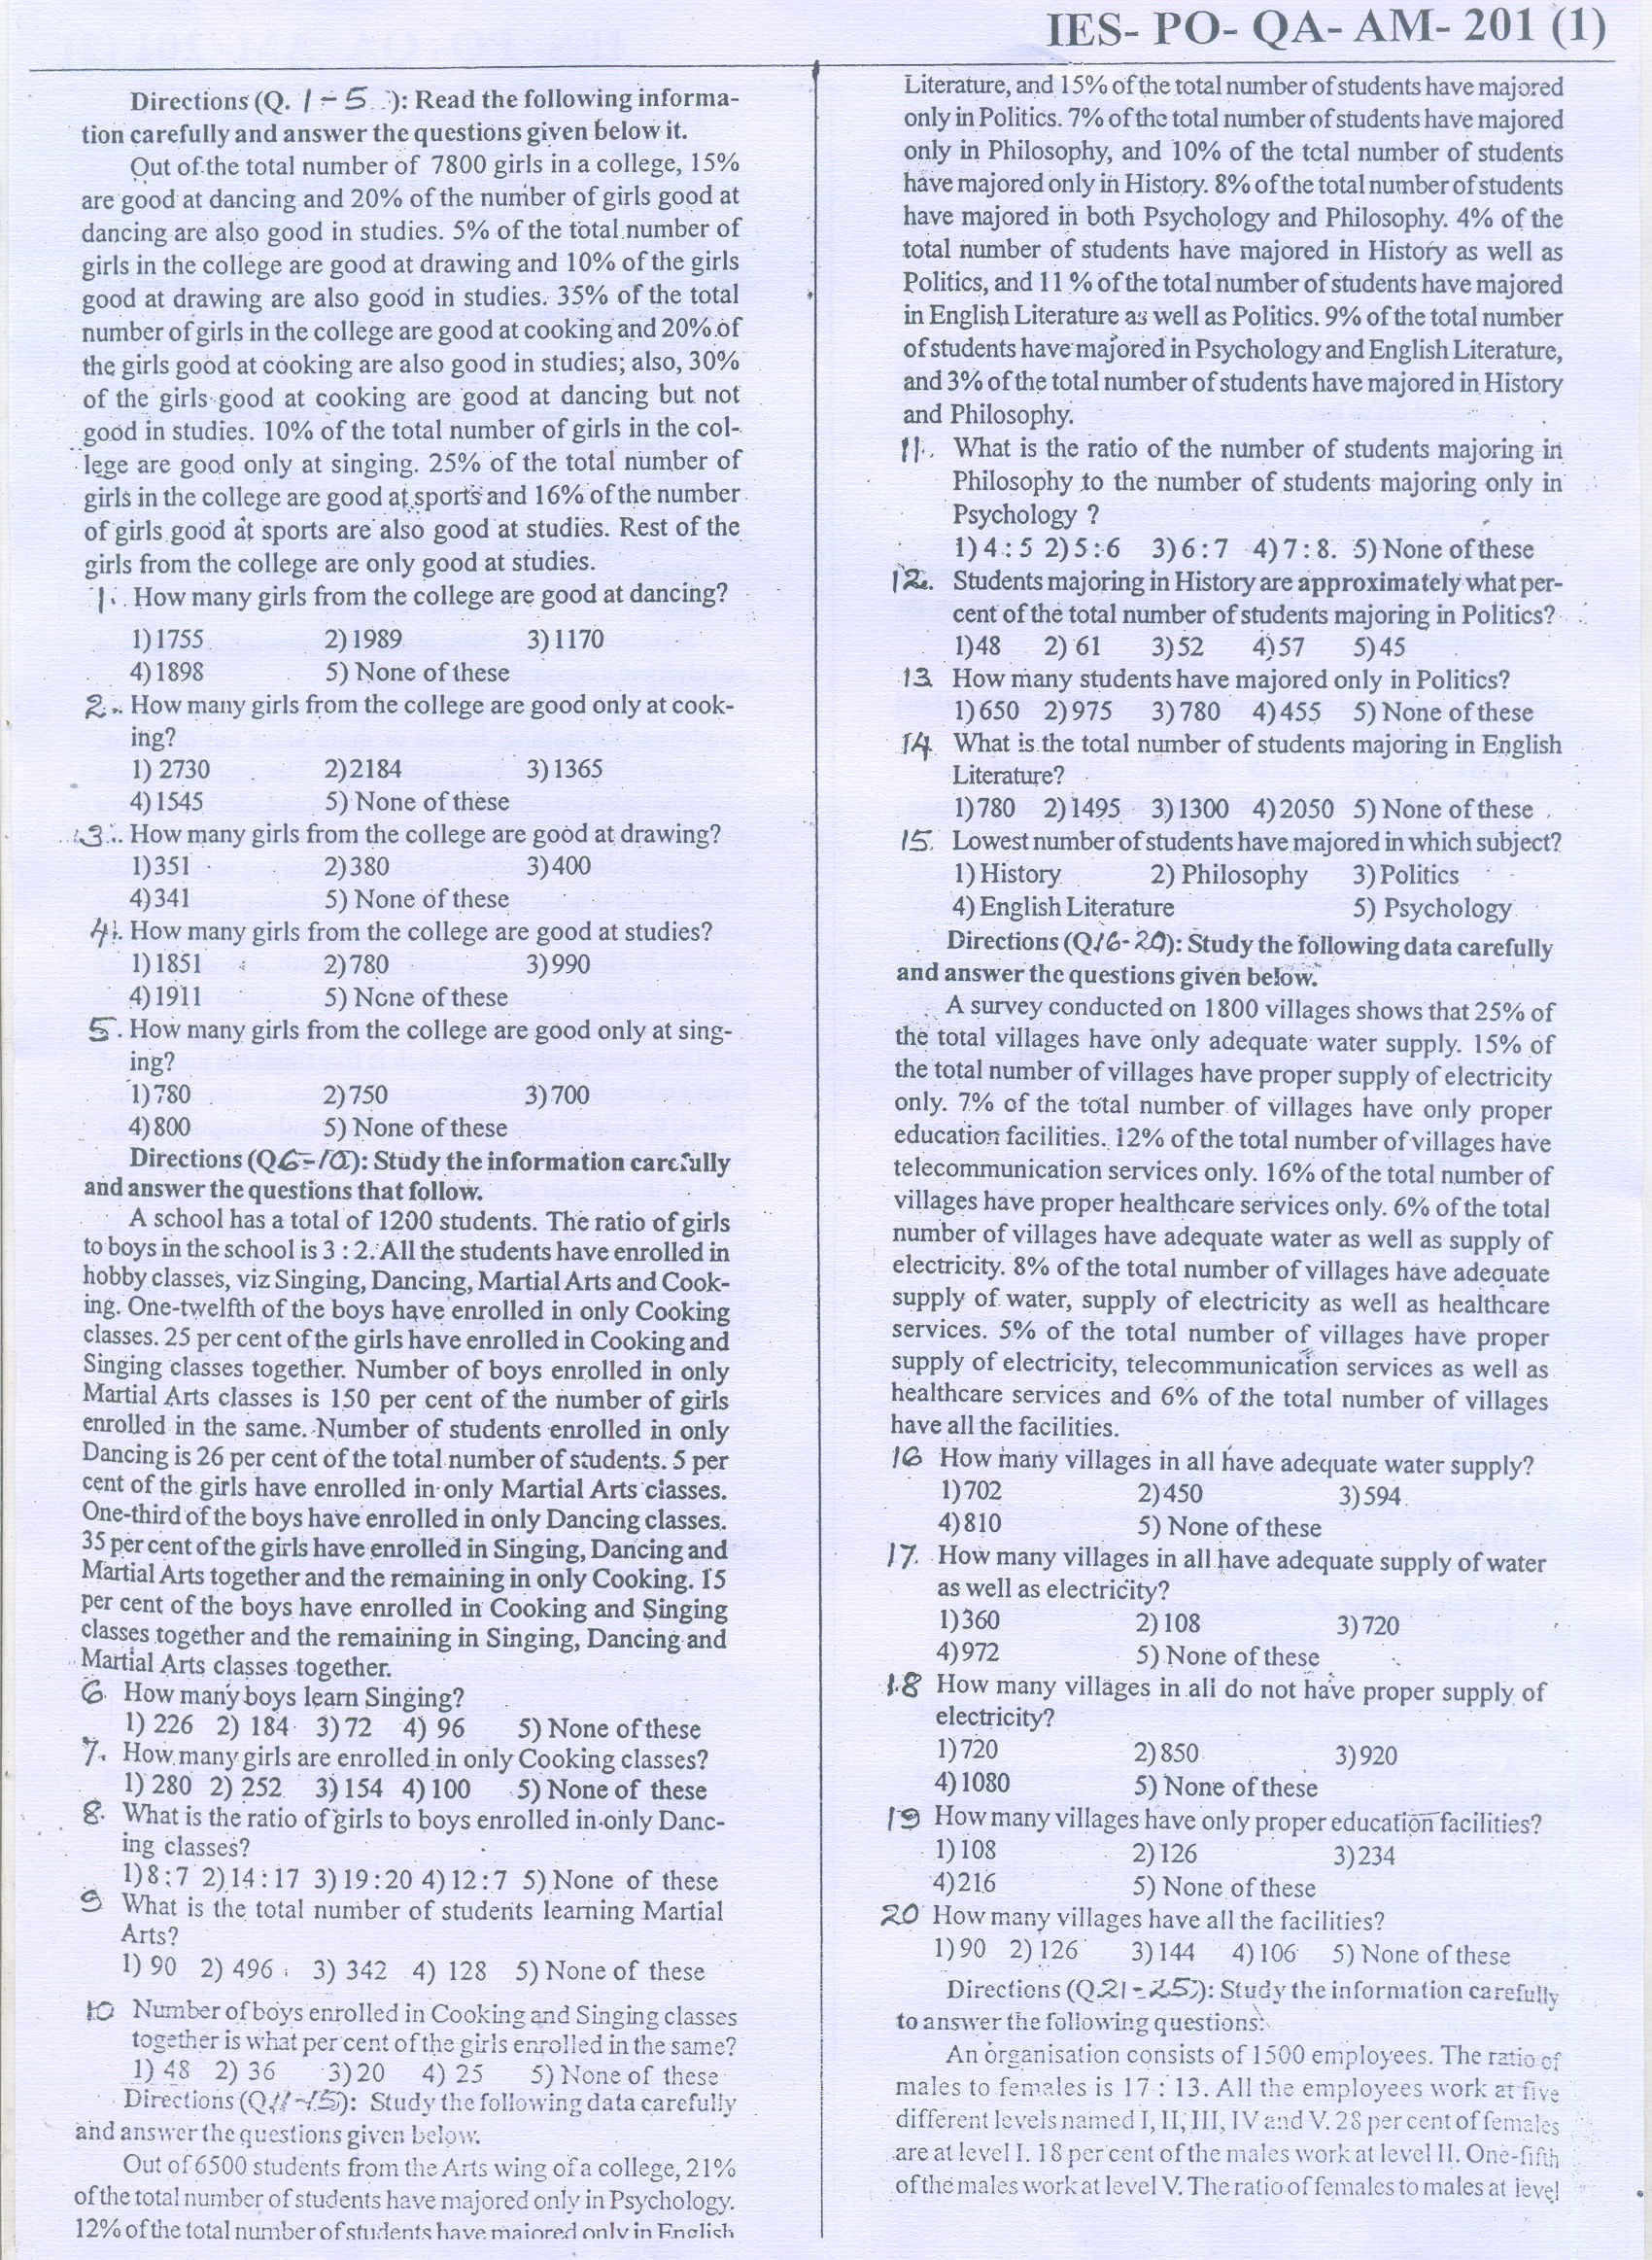 IES- PO- QA- AM- 201 (1)
Directions (Q. 1 - 5 ): Read the following informa-
tion carefully and answer the questions given below it.
Out of the total number of 7800 girls in a college, 15%
are good at dancing and 20% of the number of girls good at
dancing are also good in studies. 5% of the total number of
girls in the college are good at drawing and 10% of the girls
good at drawing are also good in studies. 35% of the total
number of girls in the college are good at cooking and 20% of
the girls good at cooking are also good in studies; also, 30%
of the girls good at cooking are good at dancing but not
good in studies. 10% of the total number of girls in the col-
lege are good only at singing. 25% of the total number of
girls in the college are good at sports and 16% of the number
of girls good at sports are also good at studies. Rest of the
girls from the college are only good at studies.
1. How many girls from the college are good at dancing?
1) 1755 2) 1989 3) 1170
4) 1898 5) None of these
2. How many girls from the college are good only at cook-
ing?
1) 2730 2) 2184 3) 1365
4) 1545 5) None of these
3. How many girls from the college are good at drawing?
1) 351 2) 380 3) 400
4) 341 5) None of these
4. How many girls from the college are good at studies?
1) 1851 2) 780 3) 990
4) 1911 5) None of these
5. How many girls from the college are good only at sing-
ing?
1) 780 2) 750 3) 700
4) 800 5) None of these
Directions (Q6-10): Study the information carefully
and answer the questions that follow.
A school has a total of 1200 students. The ratio of girls
to boys in the school is 3 : 2. All the students have enrolled in
hobby classes, viz Singing, Dancing, Martial Arts and Cook-
ing. One-twelfth of the boys have enrolled in only Cooking
classes. 25 per cent of the girls have enrolled in Cooking and
Singing classes together. Number of boys enrolled in only
Martial Arts classes is 150 per cent of the number of girls
enrolled in the same. Number of students enrolled in only
Dancing is 26 per cent of the total number of students. 5 per
cent of the girls have enrolled in only Martial Arts classes.
One-third of the boys have enrolled in only Dancing classes.
35 per cent of the girls have enrolled in Singing, Dancing and
Martial Arts together and the remaining in only Cooking. 15
per cent of the boys have enrolled in Cooking and Singing
classes together and the remaining in Singing, Dancing and
Martial Arts classes together.
6. How many boys learn Singing?
1) 226 2) 184 3) 72 4) 96 5) None of these
7. How many girls are enrolled in only Cooking classes?
1) 280 2) 252 3) 154 4) 100 5) None of these
8. What is the ratio of girls to boys enrolled in only Danc-
ing classes?
1) 8 : 7 2) 14 : 17 3) 19 : 20 4) 12 : 7 5) None of these
9 What is the total number of students learning Martial
Arts?
1) 90 2) 496 3) 342 4) 128 5) None of these
10 Number of boys enrolled in Cooking and Singing classes
together is what per cent of the girls enrolled in the same?
1) 48 2) 36 3) 20 4) 25 5) None of these
Directions (Q11-15): Study the following data carefully
and answer the questions given below.
Out of 6500 students from the Arts wing of a college, 21%
of the total number of students have majored only in Psychology.
12% of the total number of students have majored only in English
Literature, and 15% of the total number of students have majored
only in Politics. 7% of the total number of students have majored
only in Philosophy, and 10% of the total number of students
have majored only in History. 8% of the total number of students
have majored in both Psychology and Philosophy. 4% of the
total number of students have majored in History as well as
Politics, and 11 % of the total number of students have majored
in English Literature as well as Politics. 9% of the total number
of students have majored in Psychology and English Literature,
and 3% of the total number of students have majored in History
and Philosophy.
11. What is the ratio of the number of students majoring in
Philosophy to the number of students majoring only in
Psychology ?
1) 4 : 5 2) 5 : 6 3) 6 : 7 4) 7 : 8. 5) None of these
12. Students majoring in History are approximately what per-
cent of the total number of students majoring in Politics?
1) 48 2) 61 3) 52 4) 57 5) 45
13 How many students have majored only in Politics?
1) 650 2) 975 3) 780 4) 455 5) None of these
14. What is the total number of students majoring in English
Literature?
1) 780 2) 1495 3) 1300 4) 2050 5) None of these
15. Lowest number of students have majored in which subject?
1) History 2) Philosophy 3) Politics
4) English Literature 5) Psychology
Directions (Q16-20): Study the following data carefully
and answer the questions given below.
A survey conducted on 1800 villages shows that 25% of
the total villages have only adequate water supply. 15% of
the total number of villages have proper supply of electricity
only. 7% of the total number of villages have only proper
education facilities. 12% of the total number of villages have
telecommunication services only. 16% of the total number of
villages have proper healthcare services only. 6% of the total
number of villages have adequate water as well as supply of
electricity. 8% of the total number of villages have adequate
supply of water, supply of electricity as well as healthcare
services. 5% of the total number of villages have proper
supply of electricity, telecommunication services as well as
healthcare services and 6% of the total number of villages
have all the facilities.
16 How many villages in all have adequate water supply?
1) 702 2) 450 3) 594
4) 810 5) None of these
17. How many villages in all have adequate supply of water
as well as electricity?
1) 360 2) 108 3) 720
4) 972 5) None of these
18 How many villages in all do not have proper supply of
electricity?
1) 720 2) 850 3) 920
4) 1080 5) None of these
19 How many villages have only proper education facilities?
1) 108 2) 126 3) 234
4) 216 5) None of these
20 How many villages have all the facilities?
1) 90 2) 126 3) 144 4) 106 5) None of these
Directions (Q.21-25): Study the information carefully
to answer the following questions:
An organisation consists of 1500 employees. The ratio of
males to females is 17 : 13. All the employees work at five
different levels named I, II, III, IV and V. 28 per cent of females
are at level I. 18 per cent of the males work at level II. One-fifth
of the males work at level V. The ratio of females to males at level